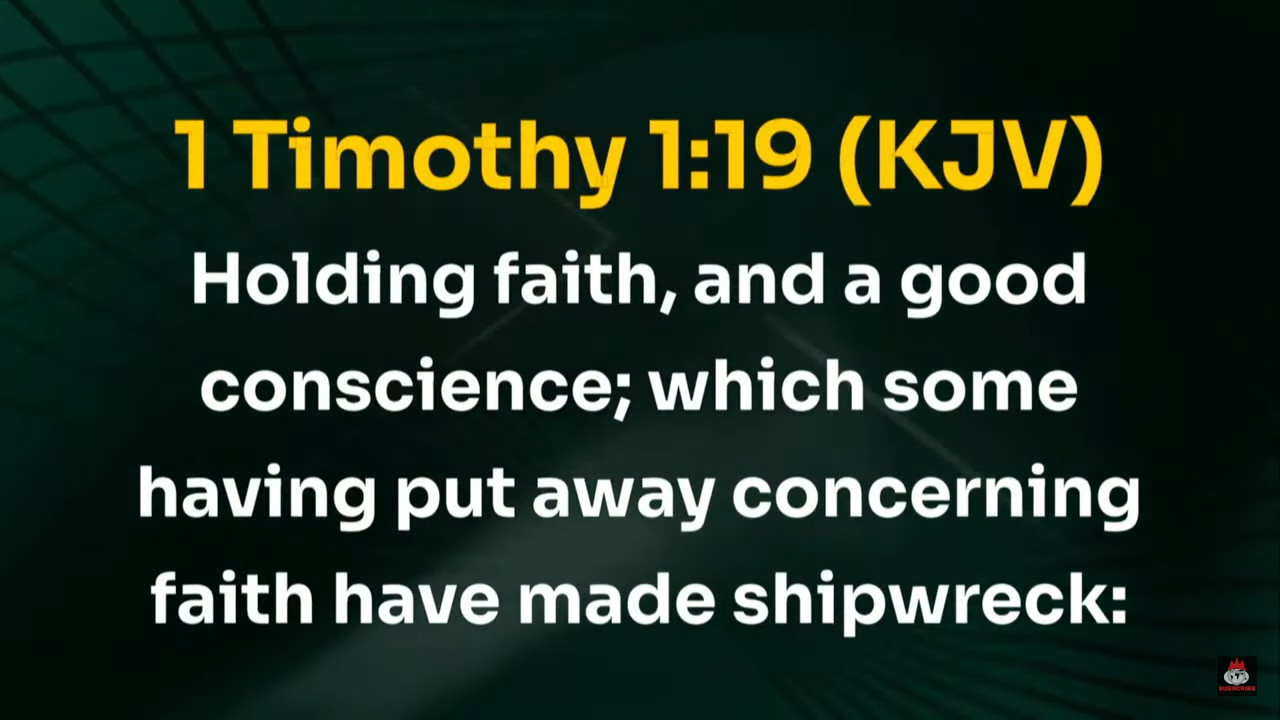 1 Timothy 1:19 (KJV)
Holding faith, and a good
conscience; which some
having put away concerning
faith have made shipwreck:
SUBSCRIBE